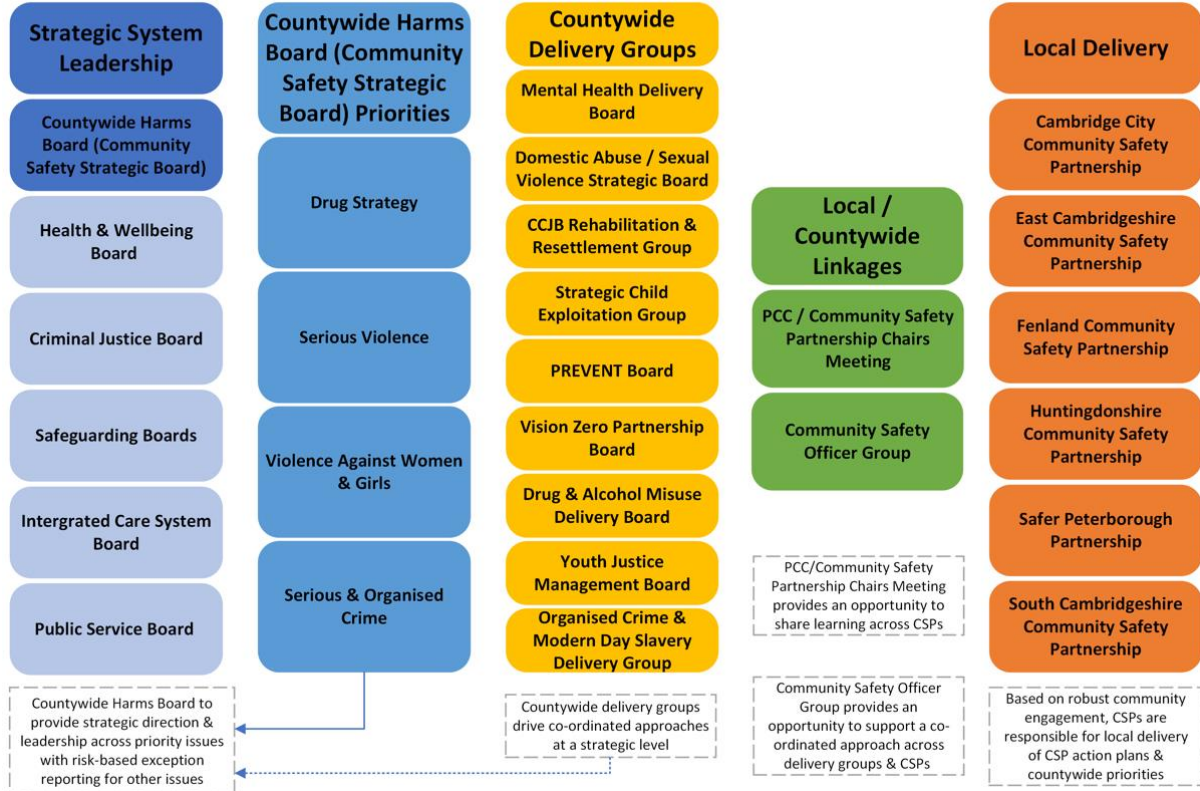 Strategic System
Leadership
Countywide Harms
Board (Community
Safety Strategic Board)
Health & Wellbeing
Board
Criminal Justice Board
Safeguarding Boards
Intergrated Care System
Board
Public Service Board
Countywide Harms Board to
provide strategic direction &
leadership across priority issues
with risk-based exception
reporting for other issues
Countywide Harms
Board (Community
Safety Strategic
Board) Priorities
Drug Strategy
Serious Violence
Violence Against Women
& Girls
Serious & Organised
Crime
Countywide
Delivery Groups
Mental Health Delivery
Board
Domestic Abuse / Sexual
Violence Strategic Board
CCJB Rehabilitation &
Resettlement Group
Strategic Child
Exploitation Group
PREVENT Board
Vision Zero Partnership
Board
Drug & Alcohol Misuse
Delivery Board
Youth Justice
Management Board
Organised Crime &
Modern Day Slavery
Delivery Group
Countywide delivery groups
drive co-ordinated approaches
at a strategic level
Local /
Countywide
Linkages
PCC / Community Safety
Partnership Chairs
Meeting
Community Safety
Officer Group
PCC/Community Safety
Partnership Chairs Meeting
provides an opportunity to
share learning across CSPs
Community Safety Officer
Group provides an
opportunity to support a co-
ordinated approach across
delivery groups & CSPs
Local Delivery
Cambridge City
Community Safety
Partnership
East Cambridgeshire
Community Safety
Partnership
Fenland Community
Safety Partnership
Huntingdonshire
Community Safety
Partnership
Safer Peterborough
Partnership
South Cambridgeshire
Community Safety
Partnership
Based on robust community
engagement, CSPs are
responsible for local delivery
of CSP action plans &
countywide priorities